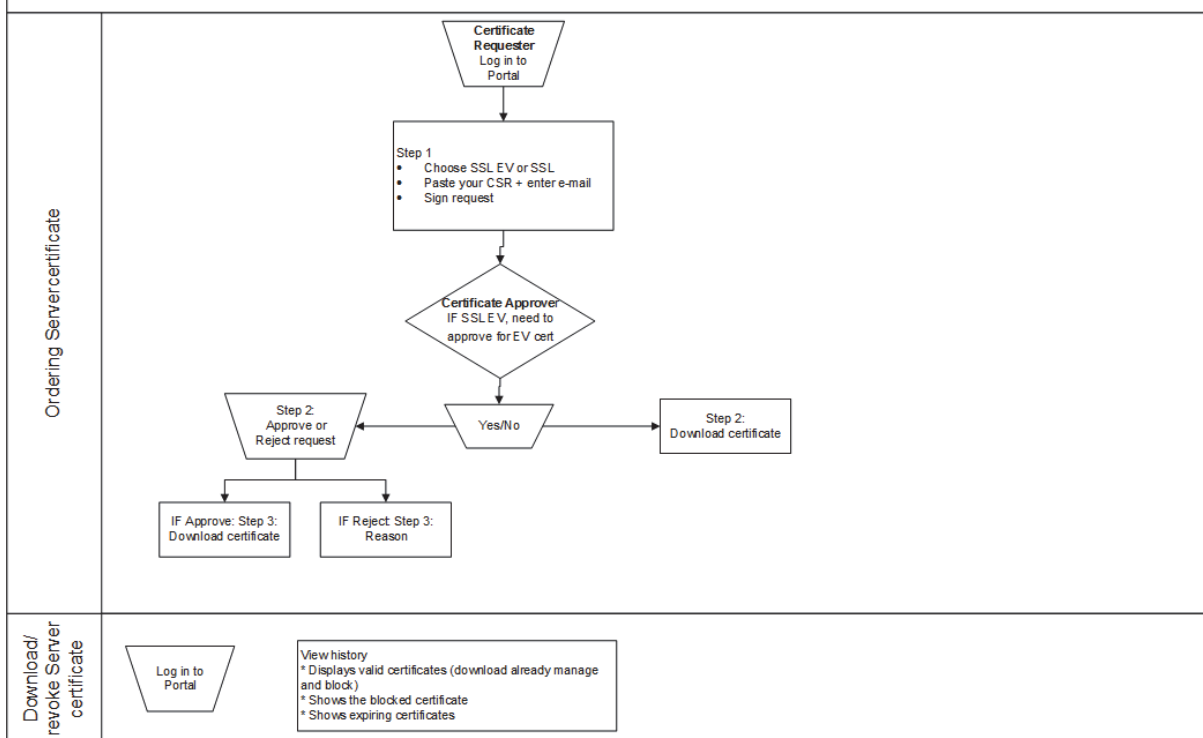 Ordering Servercertificate
Certificate
Requester
Log in to
Portal
Step 1
• Choose SSL EV or SSL
• Paste your CSR + enter e-mail
• Sign request
Certificate Approver
IF SSL EV, need to
approve for EV cert
Step 2:
Approve or
Reject request
Yes/No
Step 2:
Download certificate
IF Approve: Step 3:
Download certificate
IF Reject: Step 3:
Reason
Download/
revoke Server
certificate
Log in to
Portal
View history
* Displays valid certificates (download already manage
and block)
* Shows the blocked certificate
* Shows expiring certificates